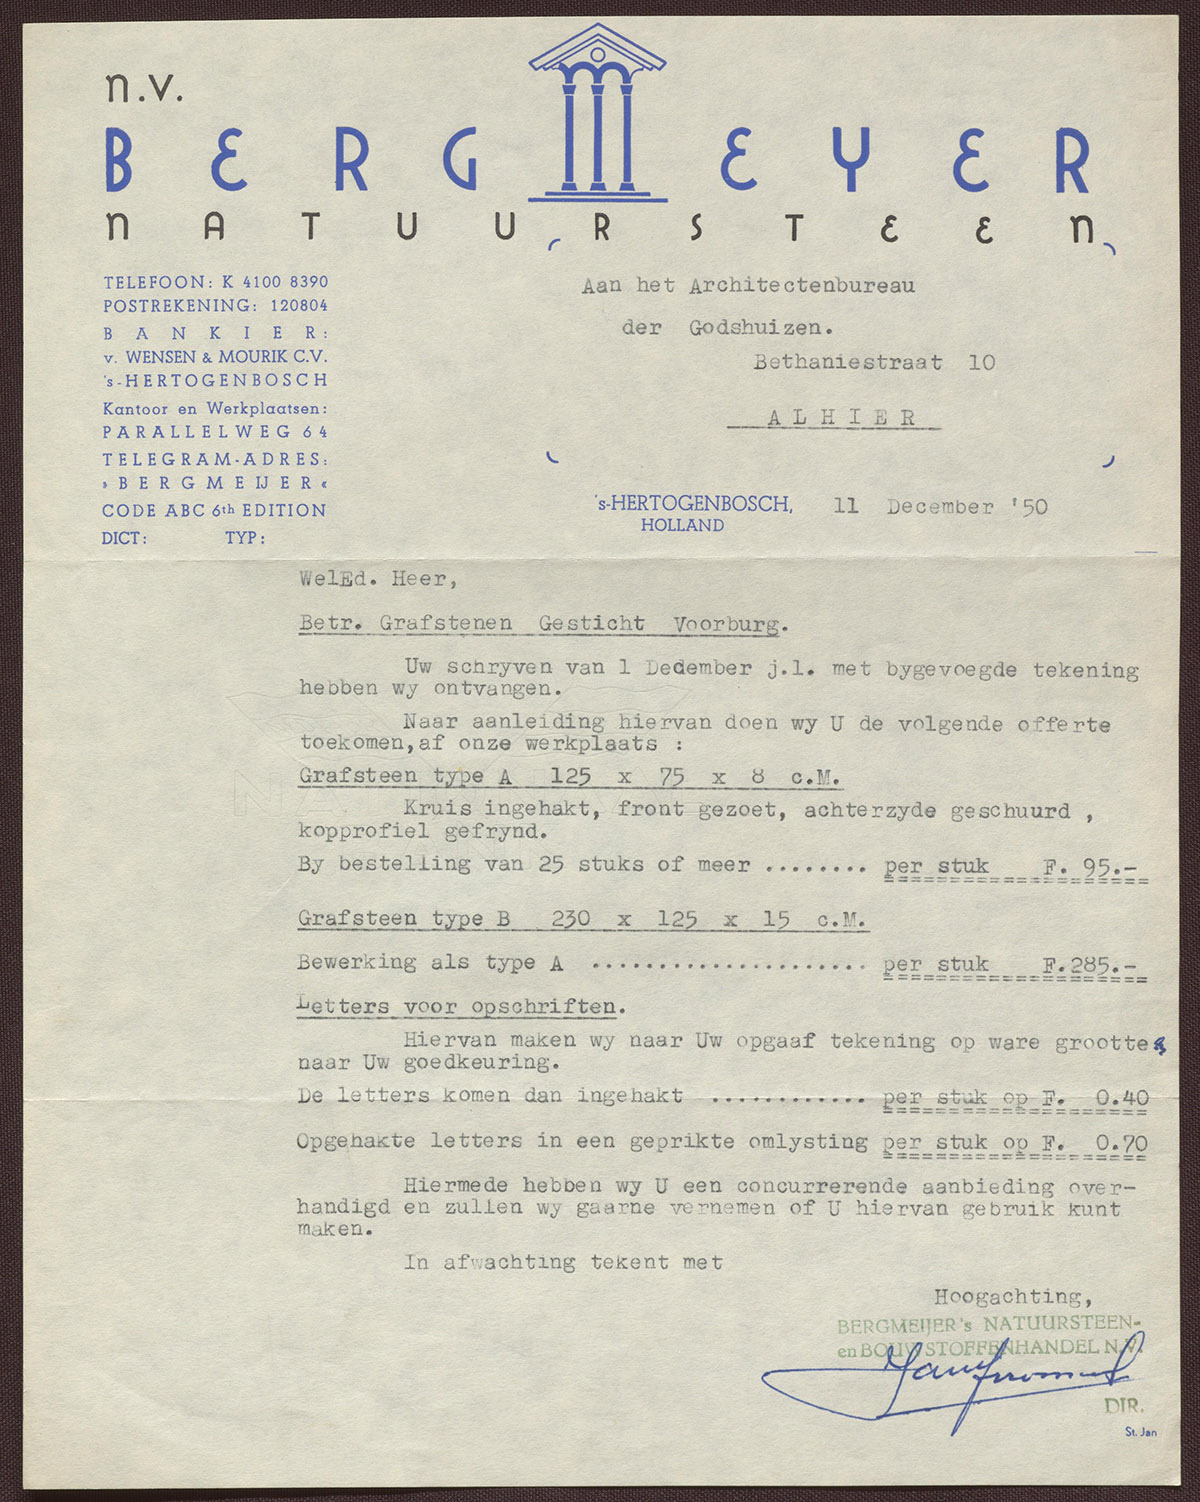 n.v.
BERGMEYER
NATUURSTEEN
TELEFOON: K 4100 8390
POSTREKENING: 120804
BANKIER:
v. WENSEN & MOURIK C.V.
's-HERTOGENBOSCH
Kantoor en Werkplaatsen:
PARALLELWEG 64
TELEGRAM-ADRES:
»BERGMEIJER«
CODE ABC 6th EDITION
DICT: TYP:
Aan het Architectenbureau
der Godshuizen.
Bethaniestraat 10
ALHIER
's-HERTOGENBOSCH, 11 December '50
HOLLAND
WelEd. Heer,
Betr. Grafstenen Gesticht Voorburg.
Uw schryven van 1 Dedember j.l. met bygevoegde tekening
hebben wy ontvangen.
Naar aanleiding hiervan doen wy U de volgende offerte
toekomen,af onze werkplaats :
Grafsteen type A 125 x 75 x 8 c.M.
Kruis ingehakt, front gezoet, achterzyde geschuurd ,
kopprofiel gefrynd.
By bestelling van 25 stuks of meer ........ per stuk F. 95.-
Grafsteen type B 230 x 125 x 15 c.M.
Bewerking als type A ..................... per stuk F.285.-
Letters voor opschriften.
Hiervan maken wy naar Uw opgaaf tekening op ware grootte
naar Uw goedkeuring.
De letters komen dan ingehakt ............ per stuk op F. 0.40
Opgehakte letters in een geprikte omlysting per stuk op F. 0.70
Hiermede hebben wy U een concurrerende aanbieding over-
handigd en zullen wy gaarne vernemen of U hiervan gebruik kunt
maken.
In afwachting tekent met
Hoogachting,
BERGMEIJER's NATUURSTEEN-
en BOUWSTOFFENHANDEL N.V.
DIR.
St. Jan